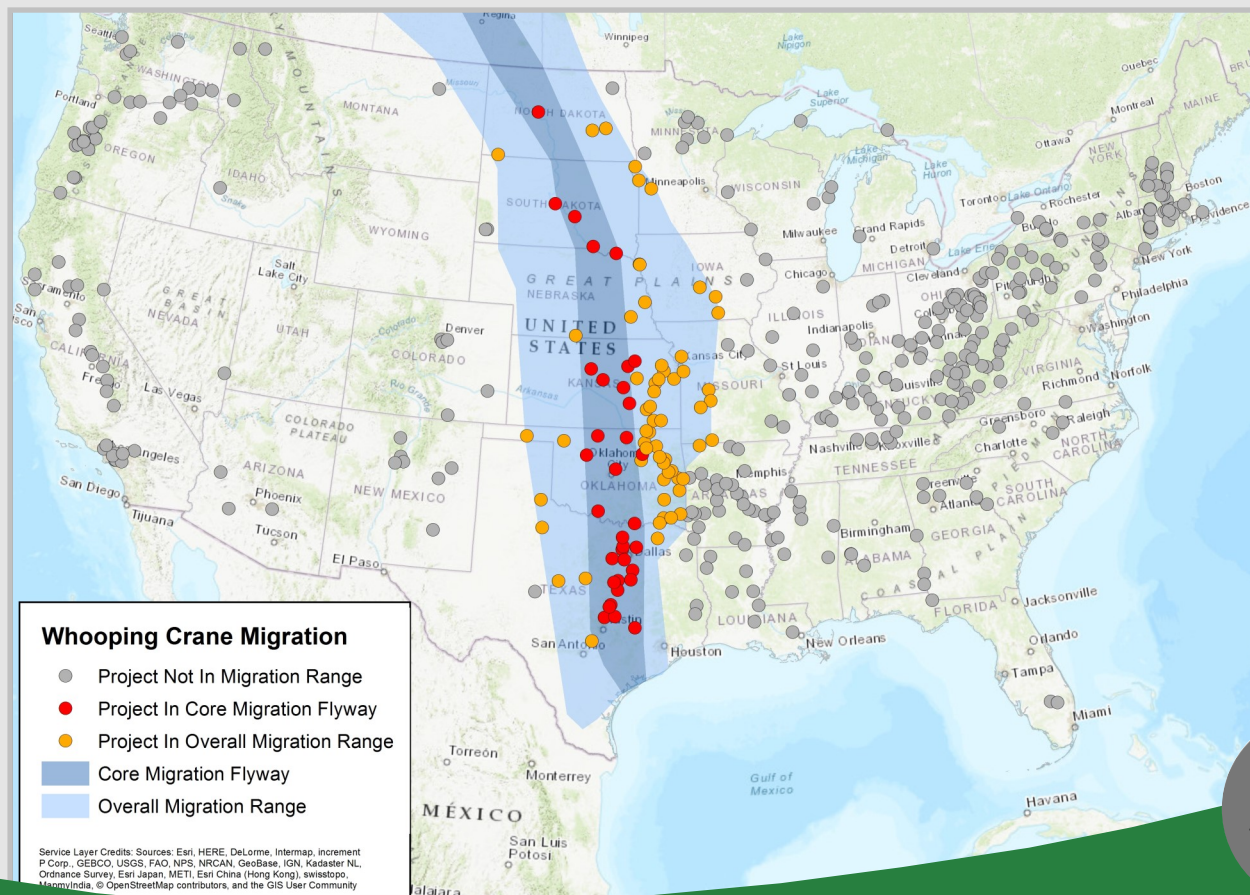 Regina
Winnipeg
Lake
Nipigon
Seattle
Quebec
WASHINGTON
Missouri
Lake
Superior
Montreal
MAINE
Portland
MONTANA
NORTH DAKOTA
MINNESOTA
Ottawa
NEW
YORK
OREGON
Lake
Michigan
Lake
Huron
IDAHO
Minneapolis
WISCONSIN
Boston
Snake
SOUTH DAKOTA
Toronto
Lake Ontario
Rochester
Providence
WYOMING
Milwaukee
Grand Rapids
Detroit
Lake Erie
New York
MICHIGAN
Salt
Lake City
IOWA
Chicago
Cleveland
GREAT PLAINS
NEBRASKA
Pittsburgh
Philadelphia
Sacramento
GREAT
BASIN
NEVADA
ILLINOIS
San
sco
UTAH
Colorado
Denver
UNITED
STATES
Indianapolis
Washington
CALIFORNIA
COLORADO
Kansas City
St Louis
VIRGINIA
KANSAS
MISSOURI
Richmond
Norfolk
Las Vegas
Rio Grande
Arkansas
COLORADO
PLATEAU
Greensboro
Raleigh
Nashville
Knoxville
Charlotte
NORTH
CAROLINA
Oklahoma
City
TENNESSEE
ARIZONA
Memphis
SOUTH
CAROLINA
San Diego
Phoenix
NEW MEXICO
OKLAHOMA
ARKANSAS
Tijuana
Tucson
Birmingham
GEORGIA
El Paso
Dallas
COASTAL PLAIN
TEXAS
Jacksonville
FLORIDA
LOUISIANA
San Antonio
Houston
New Orleans
Orlando
Tampa
Miami
Torreón
Monterrey
Gulf of
Mexico
MÉXICO
Havana
San Luis
Potosi
Whooping Crane Migration
Project Not In Migration Range
Project In Core Migration Flyway
Project In Overall Migration Range
Core Migration Flyway
Overall Migration Range
Service Layer Credits: Sources: Esri, HERE, DeLorme, Intermap, increment
P Corp., GEBCO, USGS, FAO, NPS, NRCAN, GeoBase, IGN, Kadaster NL,
Ordnance Survey, Esri Japan, METI, Esri China (Hong Kong), swisstopo,
MapmyIndia, © OpenStreetMap contributors, and the GIS User Community